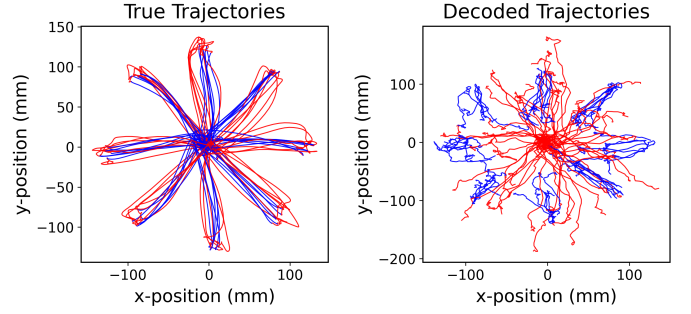 True Trajectories
Decoded Trajectories
y-position (mm)
150
100
50
0
−50
−100
−100
0
100
x-position (mm)
y-position (mm)
100
0
−100
−200
−100
0
100
x-position (mm)